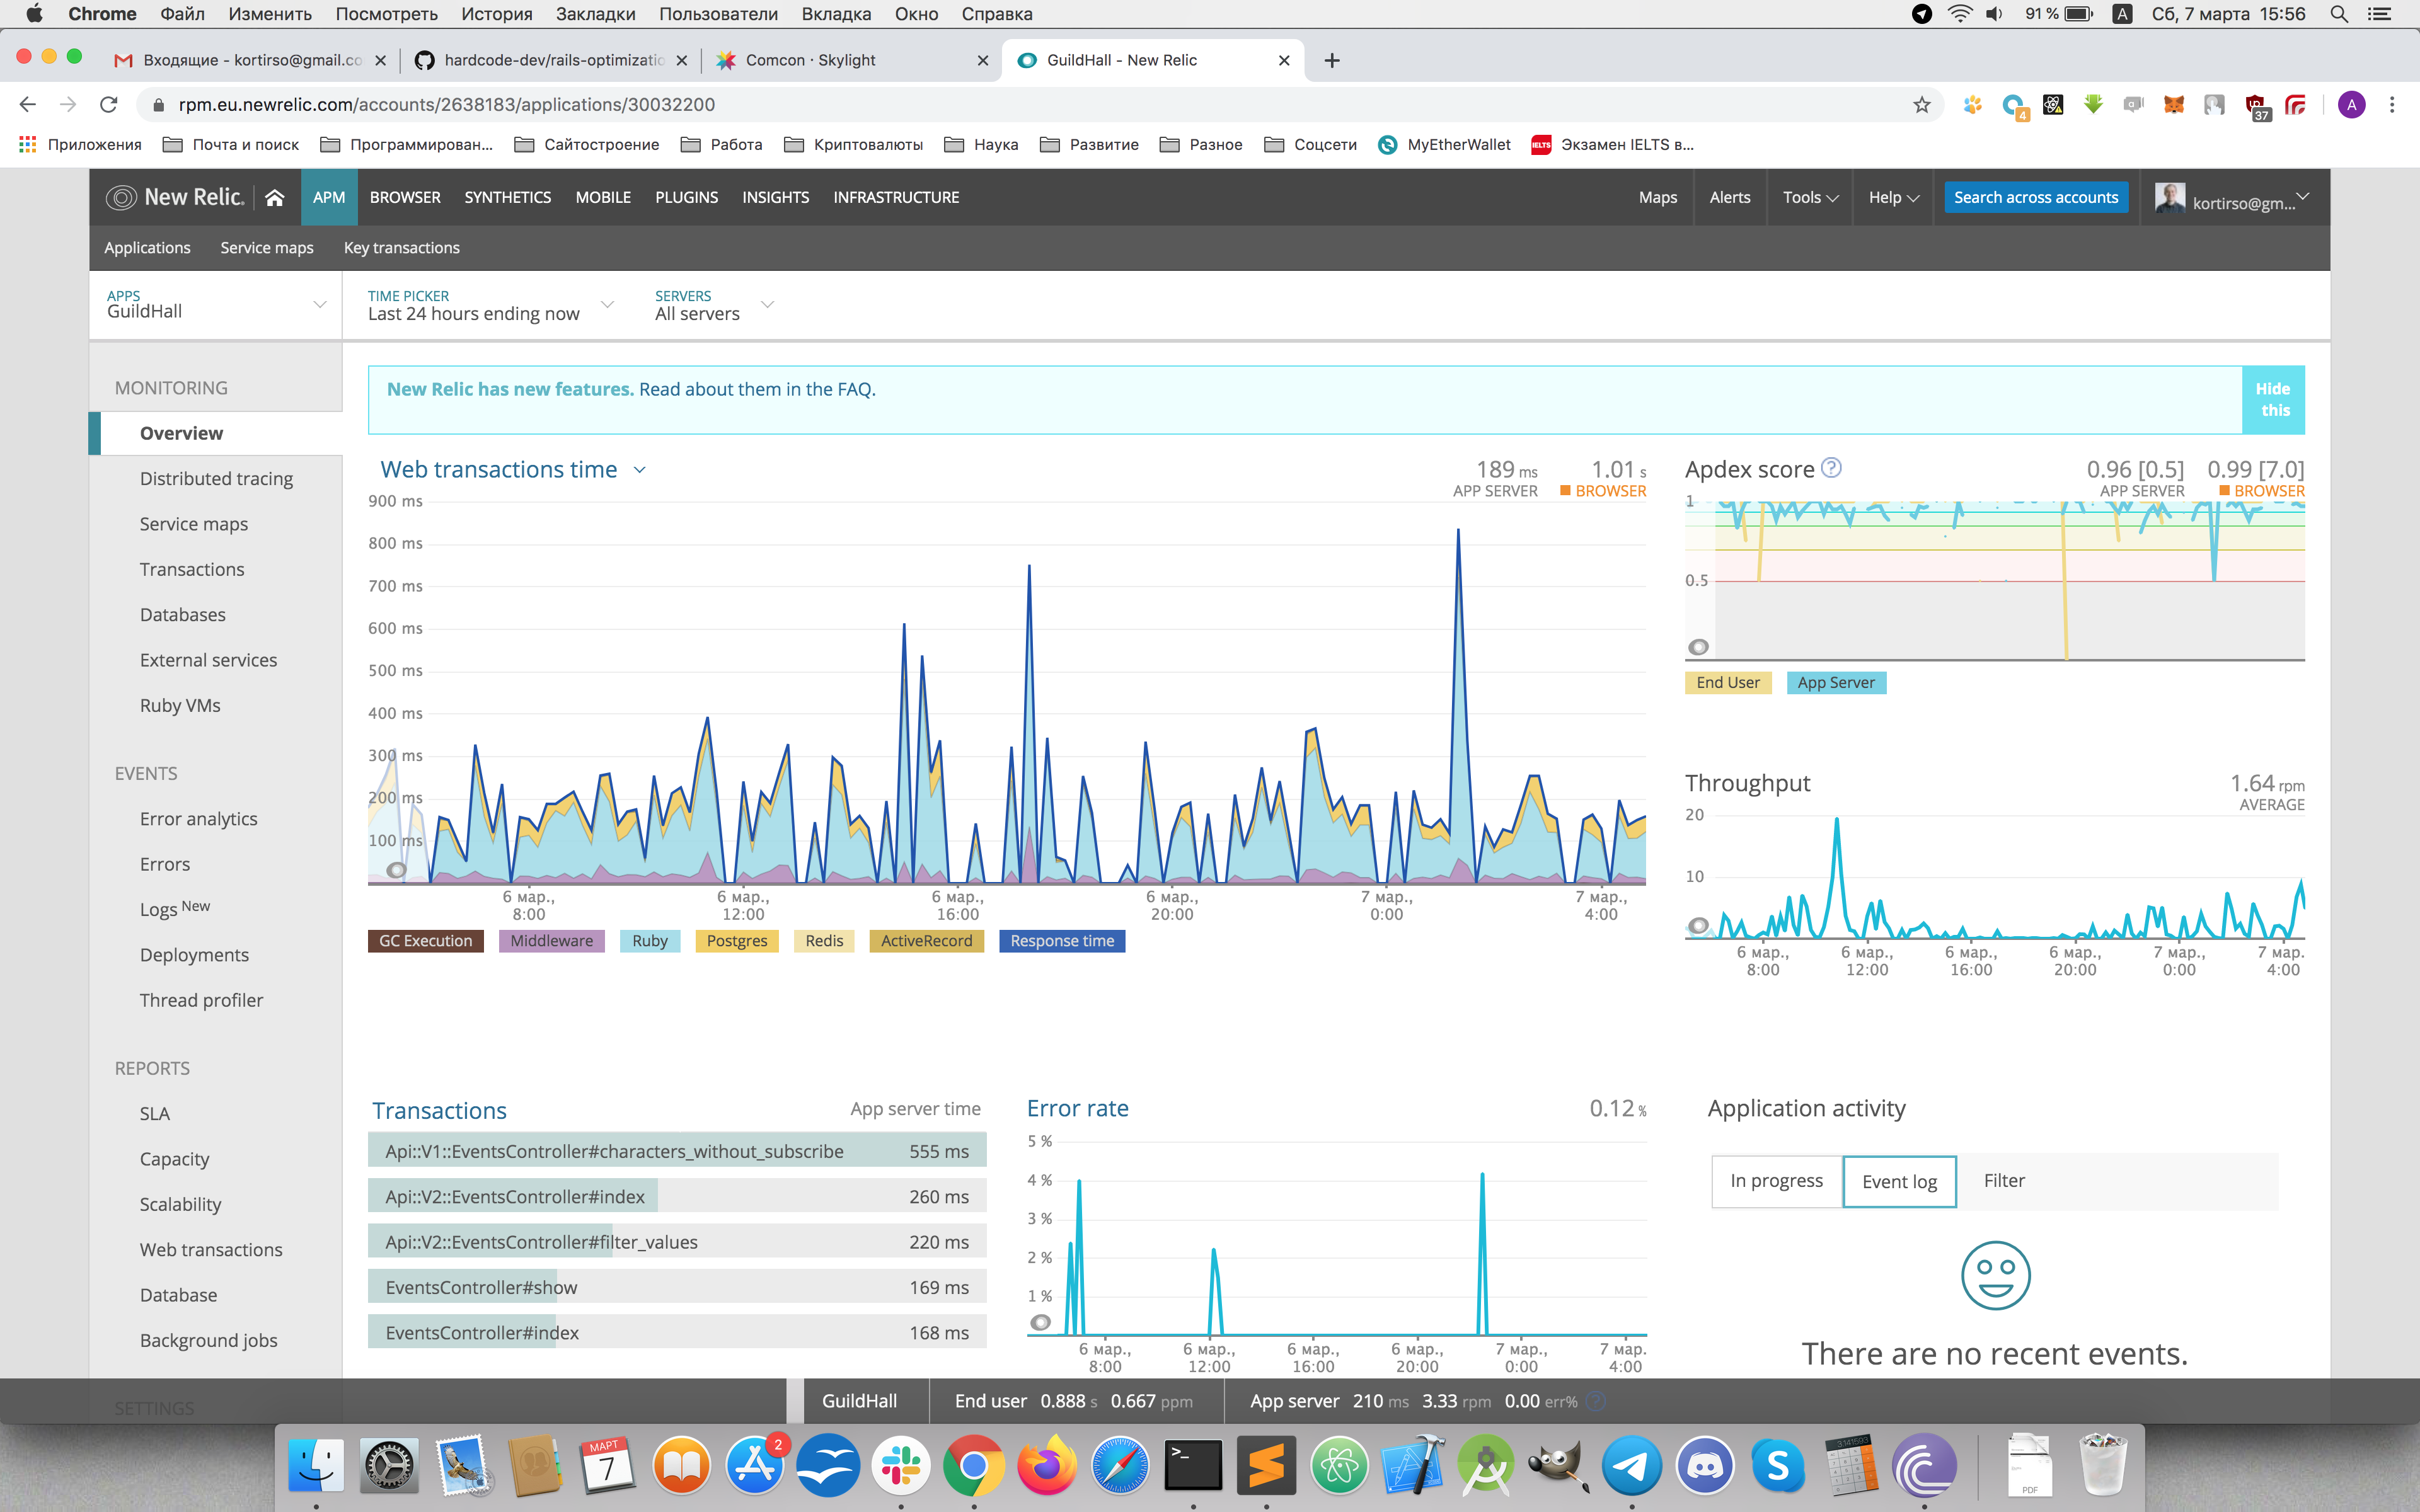 Chrome Файл Изменить Посмотреть История Закладки Пользователи Вкладка Окно Справка 91 % A Сб, 7 марта 15:56
Входящие - kortirso@gmail.co hardcode-dev/rails-optimizatio Comcon · Skylight GuildHall - New Relic
rpm.eu.newrelic.com/accounts/2638183/applications/30032200 4 37 A
Приложения Почта и поиск Программирован... Сайтостроение Работа Криптовалюты Наука Развитие Разное Соцсети MyEtherWallet IELTS Экзамен IELTS в...
New Relic. APM BROWSER SYNTHETICS MOBILE PLUGINS INSIGHTS INFRASTRUCTURE Maps Alerts Tools Help Search across accounts kortirso@gm...
Applications Service maps Key transactions
APPS
GuildHall
TIME PICKER
Last 24 hours ending now
SERVERS
All servers
MONITORING
Overview
Distributed tracing
Service maps
Transactions
Databases
External services
Ruby VMs
EVENTS
Error analytics
Errors
Logs New
Deployments
Thread profiler
REPORTS
SLA
Capacity
Scalability
Web transactions
Database
Background jobs
SETTINGS
New Relic has new features. Read about them in the FAQ.
Hide
this
Web transactions time
189 ms
APP SERVER
1.01 s
BROWSER
900 ms
800 ms
700 ms
600 ms
500 ms
400 ms
300 ms
200 ms
100 ms
6 мар., 6 мар., 6 мар., 6 мар., 7 мар., 7 мар.,
8:00 12:00 16:00 20:00 0:00 4:00
GC Execution Middleware Ruby Postgres Redis ActiveRecord Response time
Apdex score ?
0.96 [0.5]
APP SERVER
0.99 [7.0]
BROWSER
1
0.5
End User App Server
Throughput
1.64 rpm
AVERAGE
20
10
6 мар., 6 мар., 6 мар., 6 мар., 7 мар., 7 мар.
8:00 12:00 16:00 20:00 0:00 4:00
Transactions App server time
Api::V1::EventsController#characters_without_subscribe 555 ms
Api::V2::EventsController#index 260 ms
Api::V2::EventsController#filter_values 220 ms
EventsController#show 169 ms
EventsController#index 168 ms
Error rate 0.12 %
5 %
4 %
3 %
2 %
1 %
6 мар., 6 мар., 6 мар., 6 мар., 7 мар., 7 мар.
8:00 12:00 16:00 20:00 0:00 4:00
Application activity
In progress Event log Filter
There are no recent events.
GuildHall End user 0.888 s 0.667 ppm App server 210 ms 3.33 rpm 0.00 err% ?
МАРТ
7
2
PDF